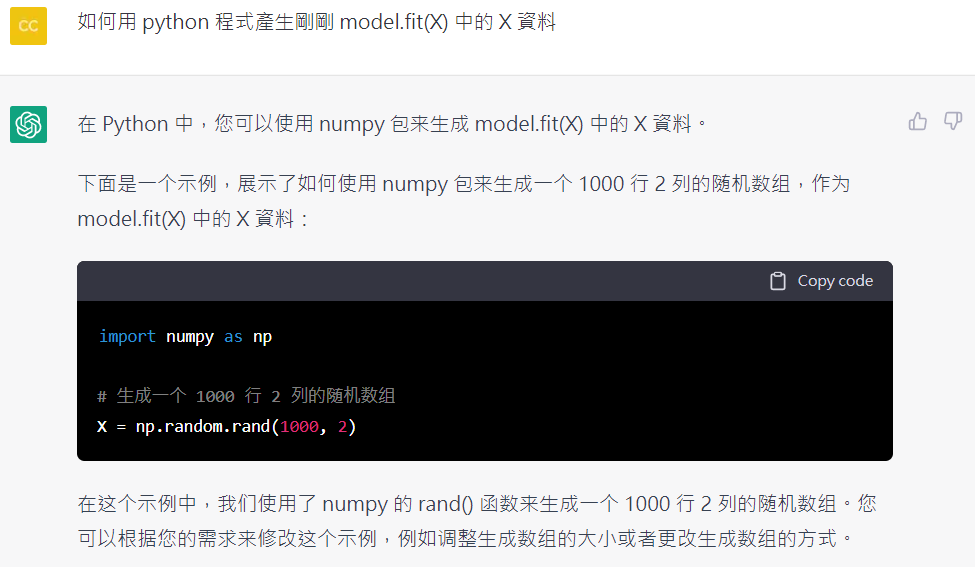 CC
如何用 python 程式產生剛剛 model.fit(X) 中的 X 資料
在 Python 中，您可以使用 numpy 包来生成 model.fit(X) 中的 X 資料。
下面是一个示例，展示了如何使用 numpy 包来生成一个 1000 行 2 列的随机数组，作为
model.fit(X) 中的 X 資料：
Copy code
import numpy as np
# 生成一个 1000 行 2 列的随机数组
X = np.random.rand(1000, 2)
在这个示例中，我们使用了 numpy 的 rand() 函数来生成一个 1000 行 2 列的随机数组。您
可以根据您的需求来修改这个示例，例如调整生成数组的大小或者更改生成数组的方式。